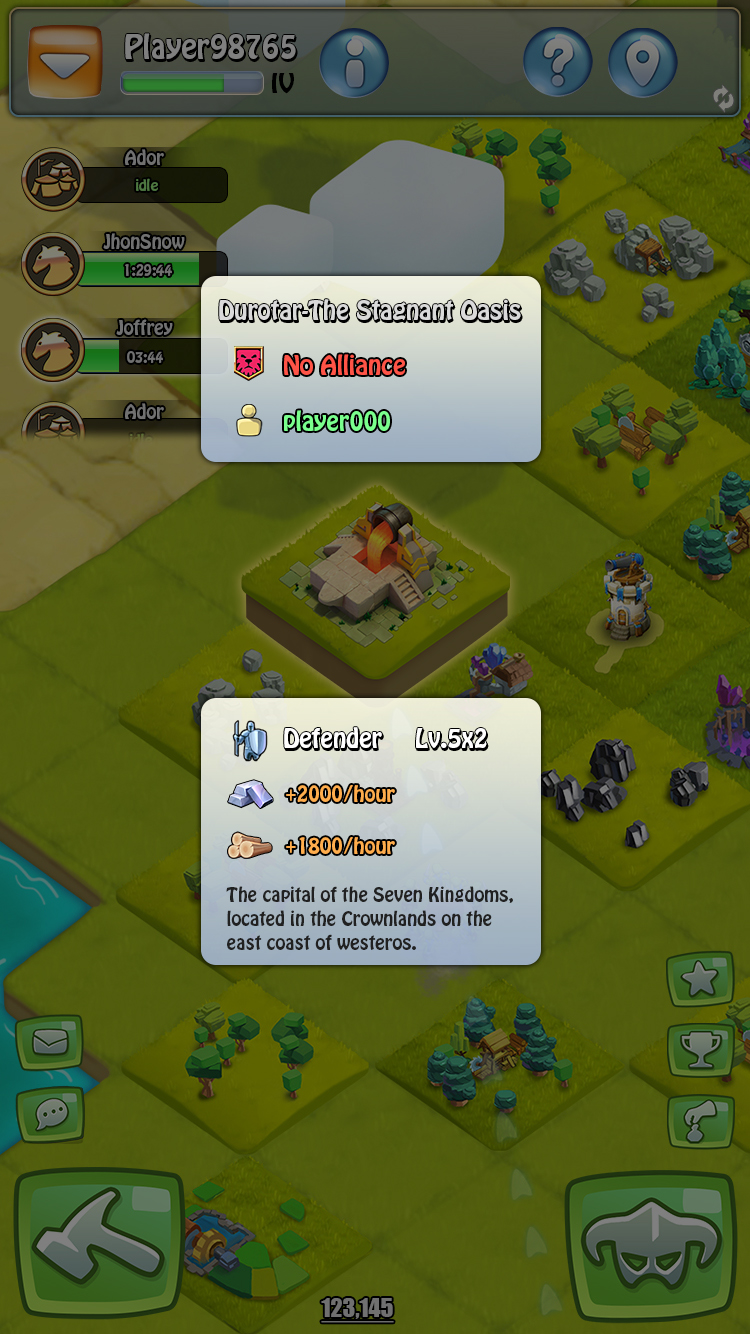 Player98765
IV
Ador
idle
JhonSnow
1:29:44
Joffrey
03:44
Ador
idle
Durotar-The Stagnant Oasis
No Alliance
player000
Defender Lv.5x2
+2000/hour
+1800/hour
The capital of the Seven Kingdoms,
located in the Crownlands on the
east coast of westeros.
123,145